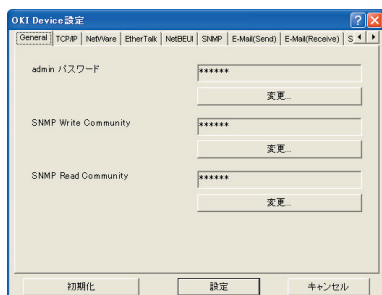 OKI Device設定
General TCP/IP NetWare EtherTalk NetBEUI SNMP E-Mail(Send) E-Mail(Receive) S
admin パスワード ******
変更...
SNMP Write Community ******
変更...
SNMP Read Community ******
変更...
初期化 設定 キャンセル